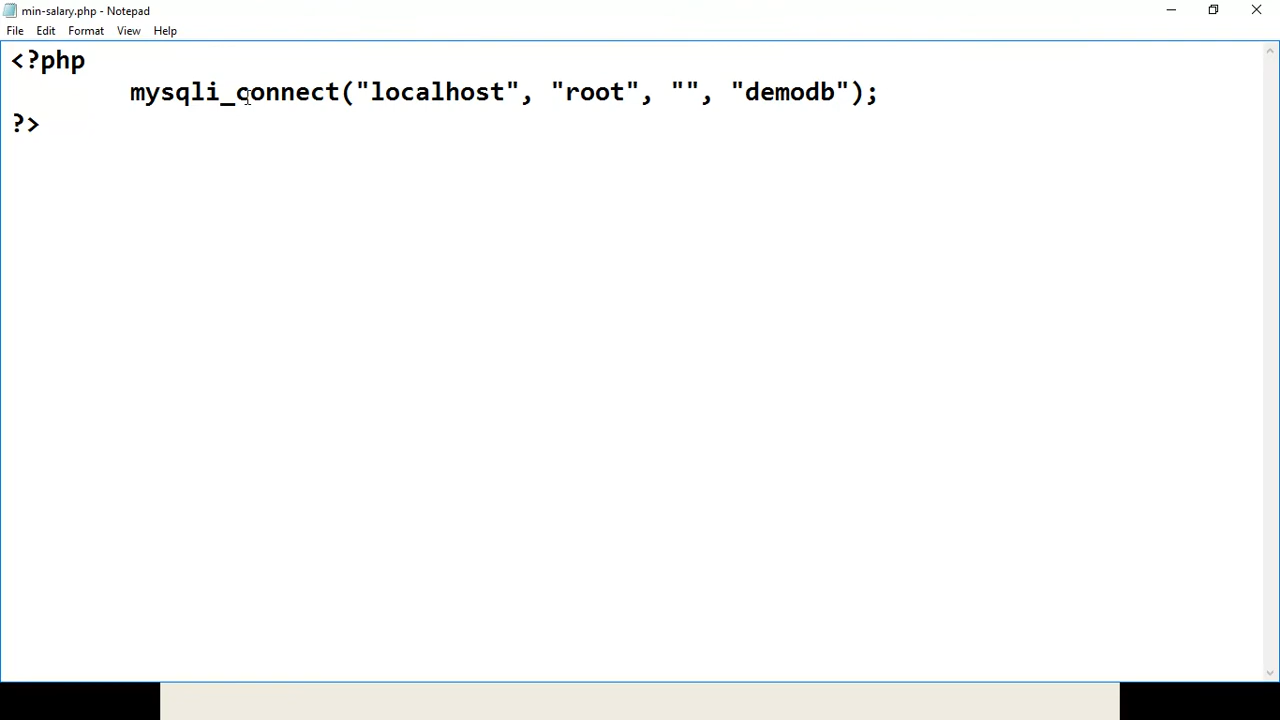 min-salary.php - Notepad
File Edit Format View Help
<?php
mysqli_connect("localhost", "root", "", "demodb");
?>